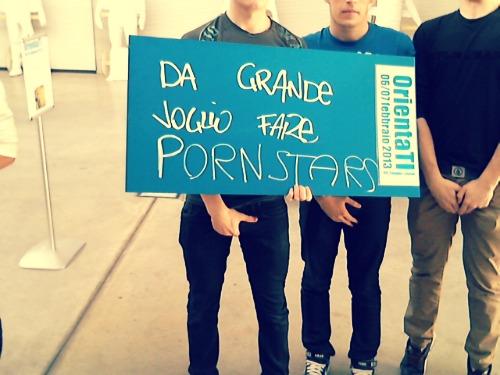 DA GRANDE
VOGLIO FARE
PORNSTARS
OrientaTI
06/07 febbraio 2013